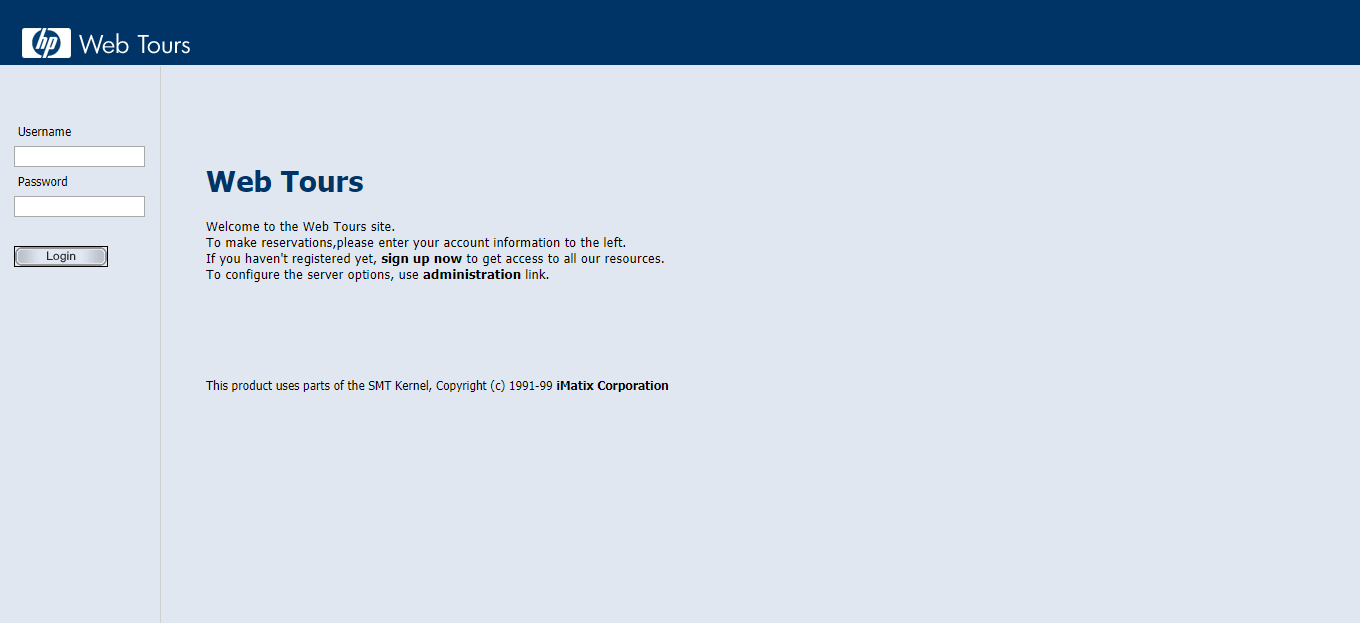 hp Web Tours
Username
Password
Login
Web Tours
Welcome to the Web Tours site.
To make reservations,please enter your account information to the left.
If you haven't registered yet, sign up now to get access to all our resources.
To configure the server options, use administration link.
This product uses parts of the SMT Kernel, Copyright (c) 1991-99 iMatix Corporation